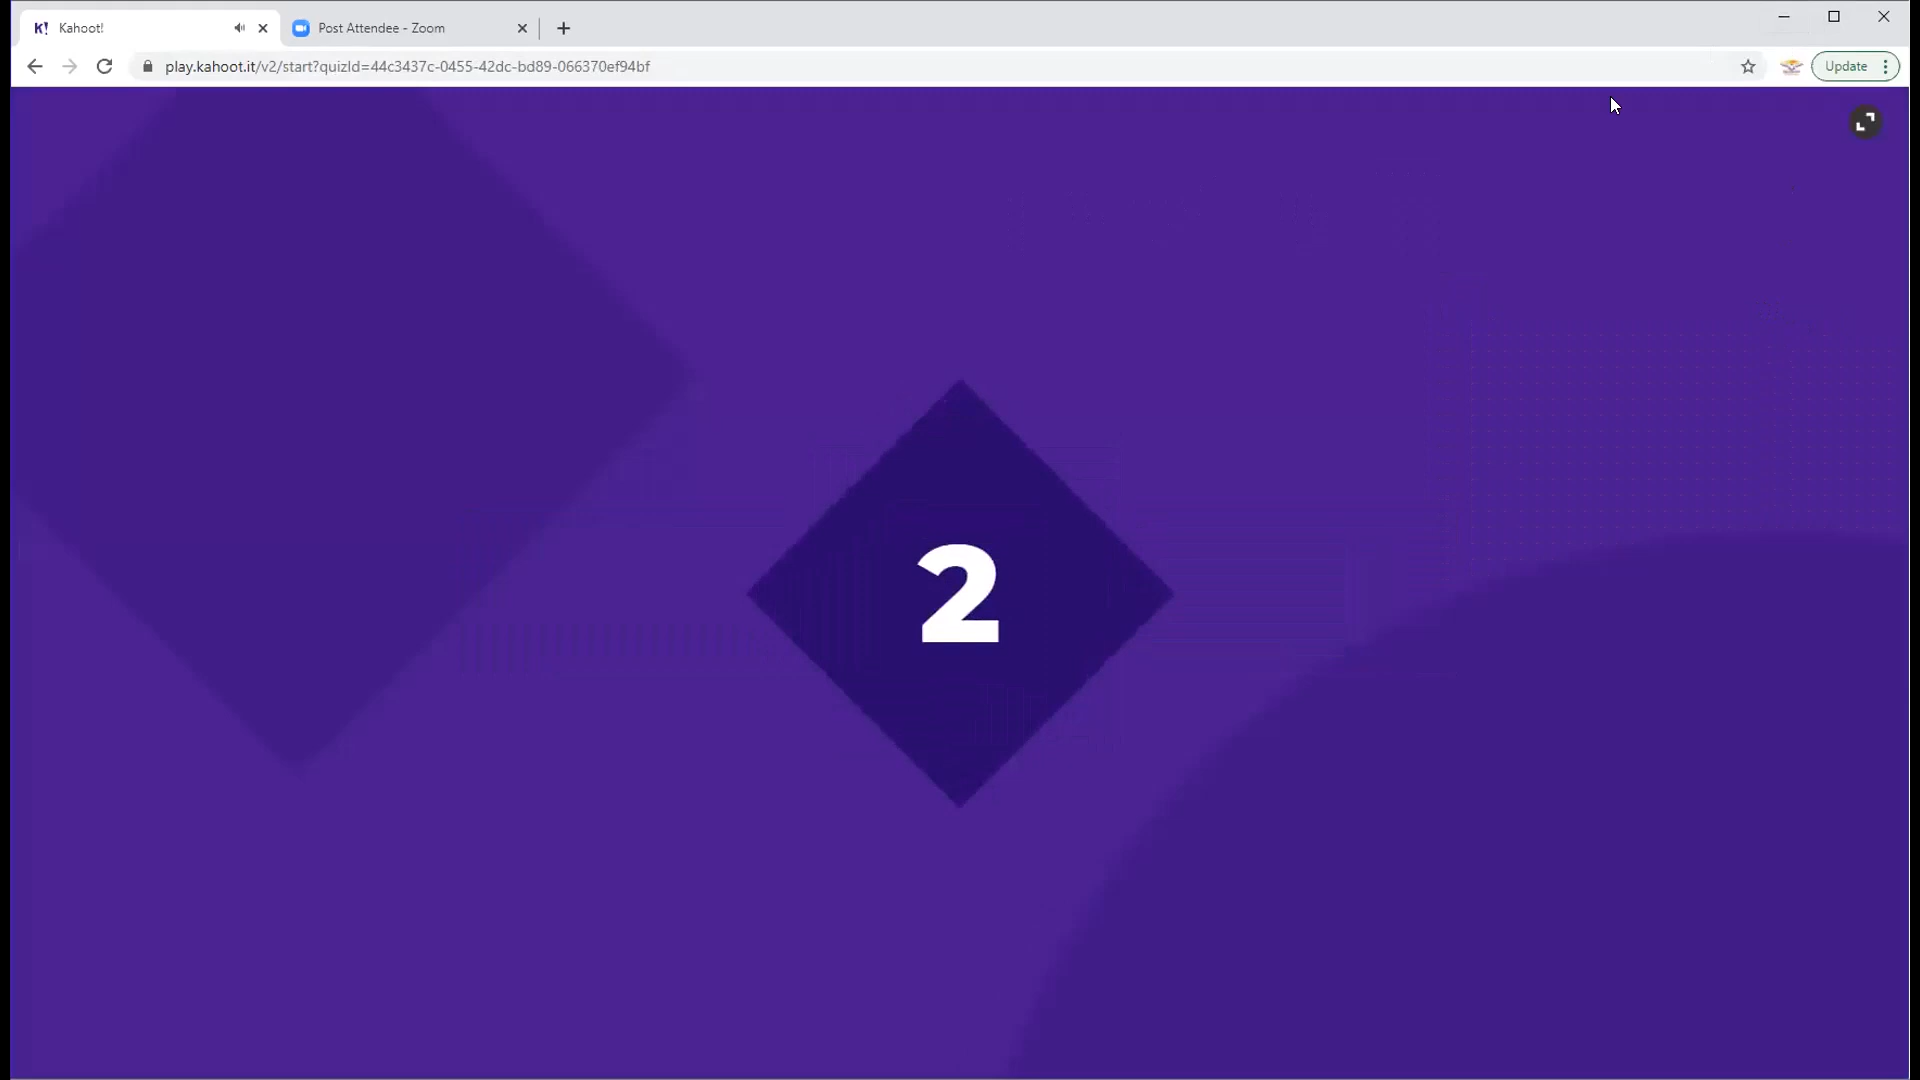 K! Kahoot!
Post Attendee - Zoom
play.kahoot.it/v2/start?quizId=44c3437c-0455-42dc-bd89-066370ef94bf
Update
2